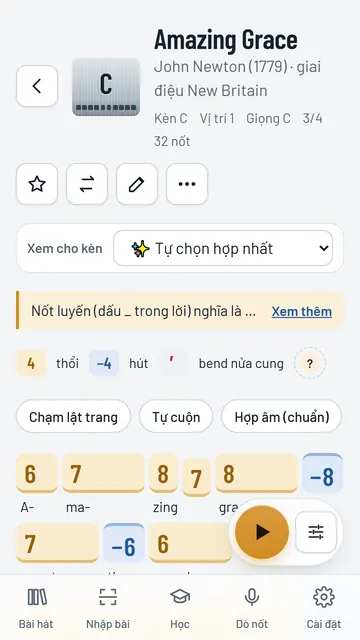 Amazing Grace
John Newton (1779) · giai
điệu New Britain
C
Kèn C Vị trí 1 Giọng C 3/4
32 nốt
Xem cho kèn
✨ Tự chọn hợp nhất
Nốt luyến (dấu _ trong lời) nghĩa là ... Xem thêm
4 thổi −4 hút ′ bend nửa cung ?
Chạm lật trang
Tự cuộn
Hợp âm (chuẩn)
6 7 8 7 8 −8
A- ma- zing
7 −6 6
Bài hát
Nhập bài
Học
Dò nốt
Cài đặt